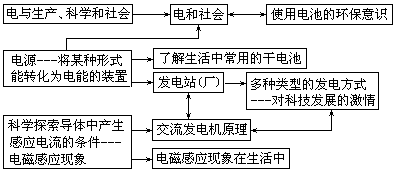 电与生产、科学和社会
电和社会
使用电池的环保意识
电源---将某种形式
能转化为电能的装置
了解生活中常用的干电池
发电站(厂)
多种类型的发电方式
---对科技发展的激情
科学探索导体中产生
感应电流的条件---
电磁感应现象
交流发电机原理
电磁感应现象在生活中